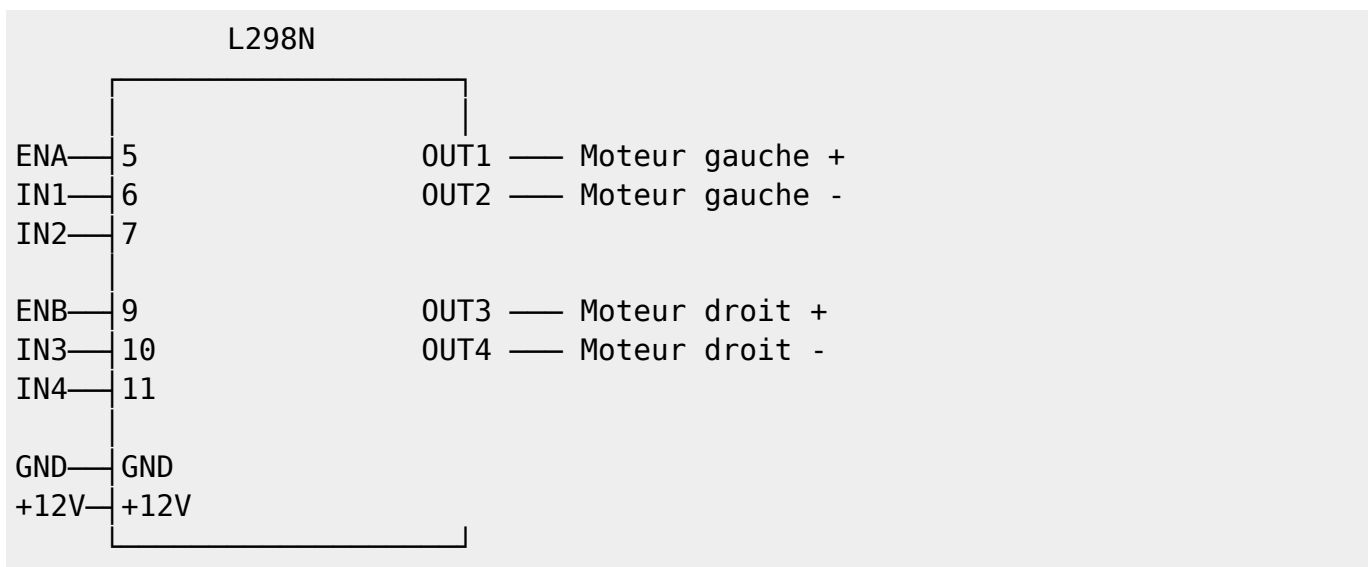 L298N
ENA 5 OUT1 Moteur gauche +
IN1 6 OUT2 Moteur gauche -
IN2 7
ENB 9 OUT3 Moteur droit +
IN3 10 OUT4 Moteur droit -
IN4 11
GND GND
+12V +12V